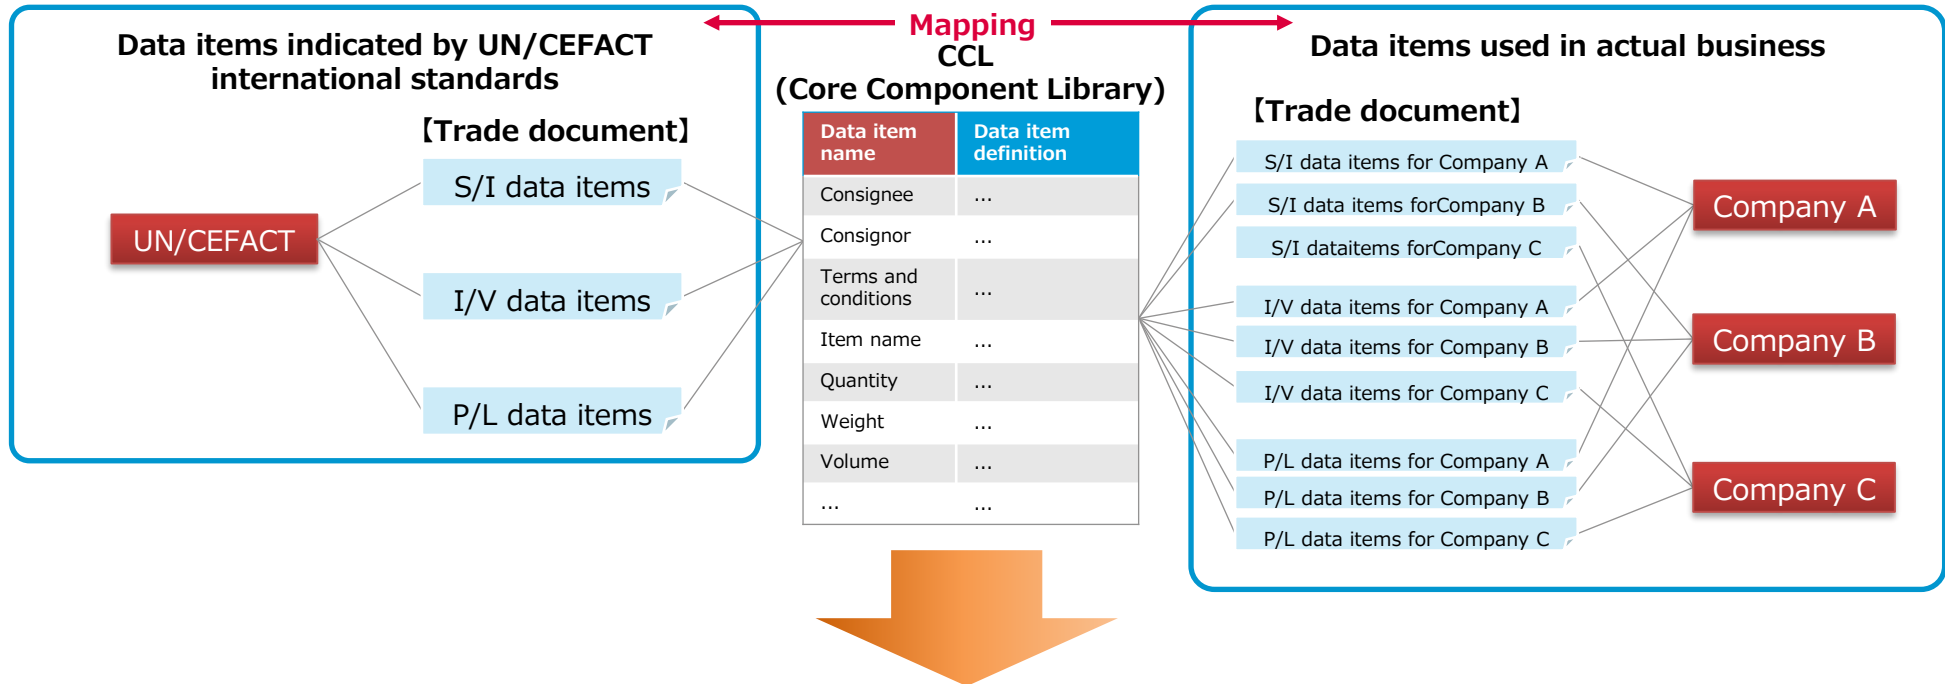 Mapping
Data items indicated by UN/CEFACT
international standards
【Trade document】
UN/CEFACT
S/I data items
I/V data items
P/L data items
CCL
(Core Component Library)
Data item
name
Data item
definition
Consignee
...
Consignor
...
Terms and
conditions
...
Item name
...
Quantity
...
Weight
...
Volume
...
...
...
Data items used in actual business
【Trade document】
S/I data items for Company A
S/I data items forCompany B
S/I dataitems forCompany C
I/V data items for Company A
I/V data items for Company B
I/V data items for Company C
P/L data items for Company A
P/L data items for Company B
P/L data items for Company C
Company A
Company B
Company C